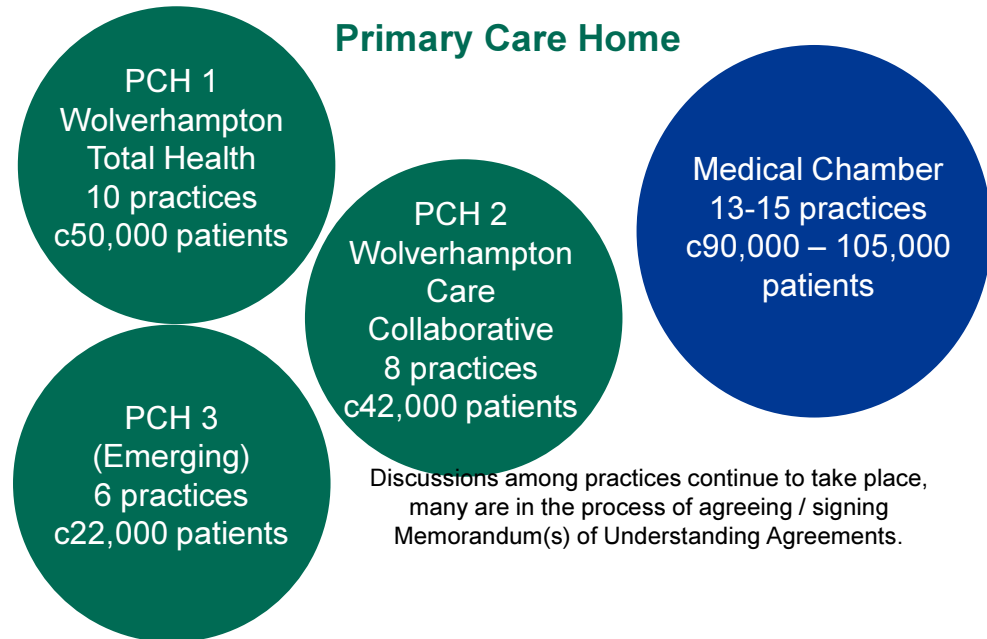 Primary Care Home
PCH 1
Wolverhampton
Total Health
10 practices
c50,000 patients
PCH 2
Wolverhampton
Care
Collaborative
8 practices
c42,000 patients
Medical Chamber
13-15 practices
c90,000 – 105,000
patients
PCH 3
(Emerging)
6 practices
c22,000 patients
Discussions among practices continue to take place,
many are in the process of agreeing / signing
Memorandum(s) of Understanding Agreements.